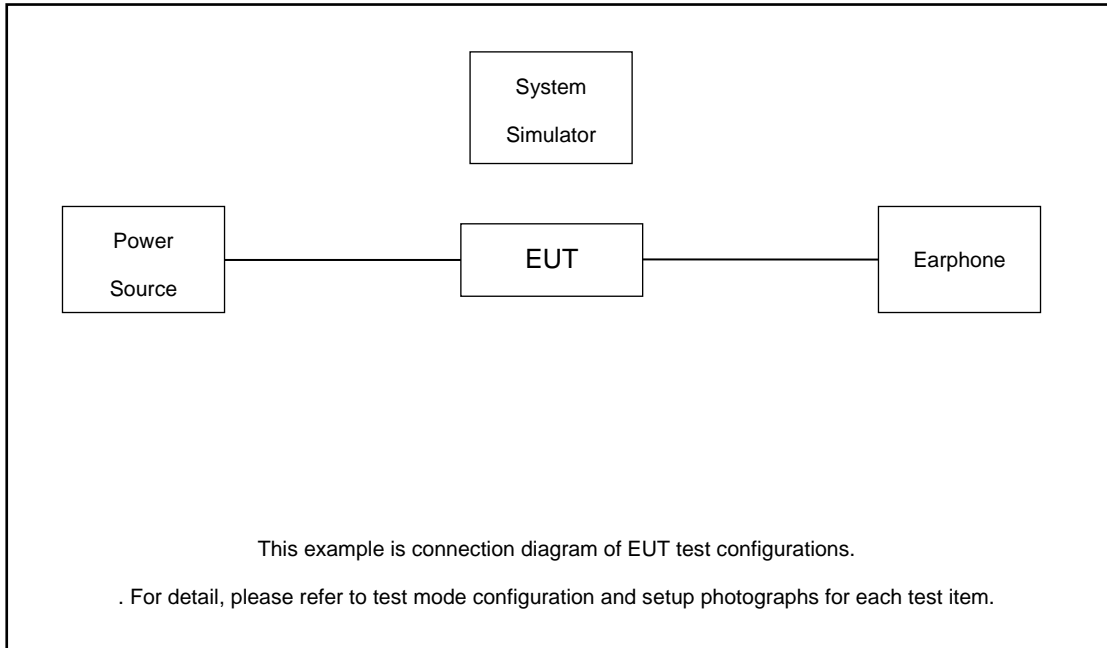 System
Simulator
Power
Source
EUT
Earphone
This example is connection diagram of EUT test configurations.
. For detail, please refer to test mode configuration and setup photographs for each test item.